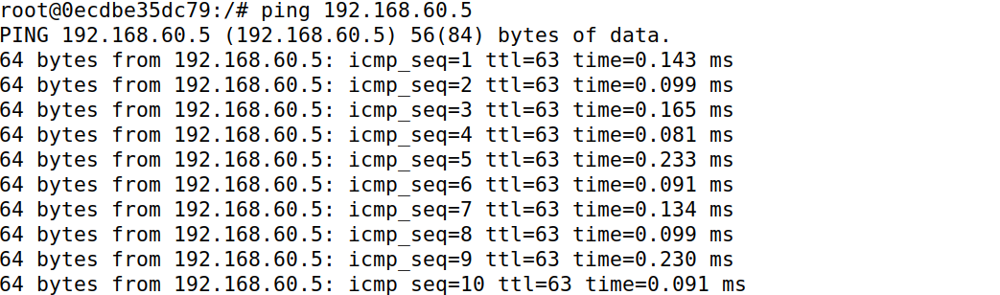 root@0ecdbe35dc79:/# ping 192.168.60.5
PING 192.168.60.5 (192.168.60.5) 56(84) bytes of data.
64 bytes from 192.168.60.5: icmp_seq=1 ttl=63 time=0.143 ms
64 bytes from 192.168.60.5: icmp_seq=2 ttl=63 time=0.099 ms
64 bytes from 192.168.60.5: icmp_seq=3 ttl=63 time=0.165 ms
64 bytes from 192.168.60.5: icmp_seq=4 ttl=63 time=0.081 ms
64 bytes from 192.168.60.5: icmp_seq=5 ttl=63 time=0.233 ms
64 bytes from 192.168.60.5: icmp_seq=6 ttl=63 time=0.091 ms
64 bytes from 192.168.60.5: icmp_seq=7 ttl=63 time=0.134 ms
64 bytes from 192.168.60.5: icmp_seq=8 ttl=63 time=0.099 ms
64 bytes from 192.168.60.5: icmp_seq=9 ttl=63 time=0.230 ms
64 bytes from 192.168.60.5: icmp_seq=10 ttl=63 time=0.091 ms